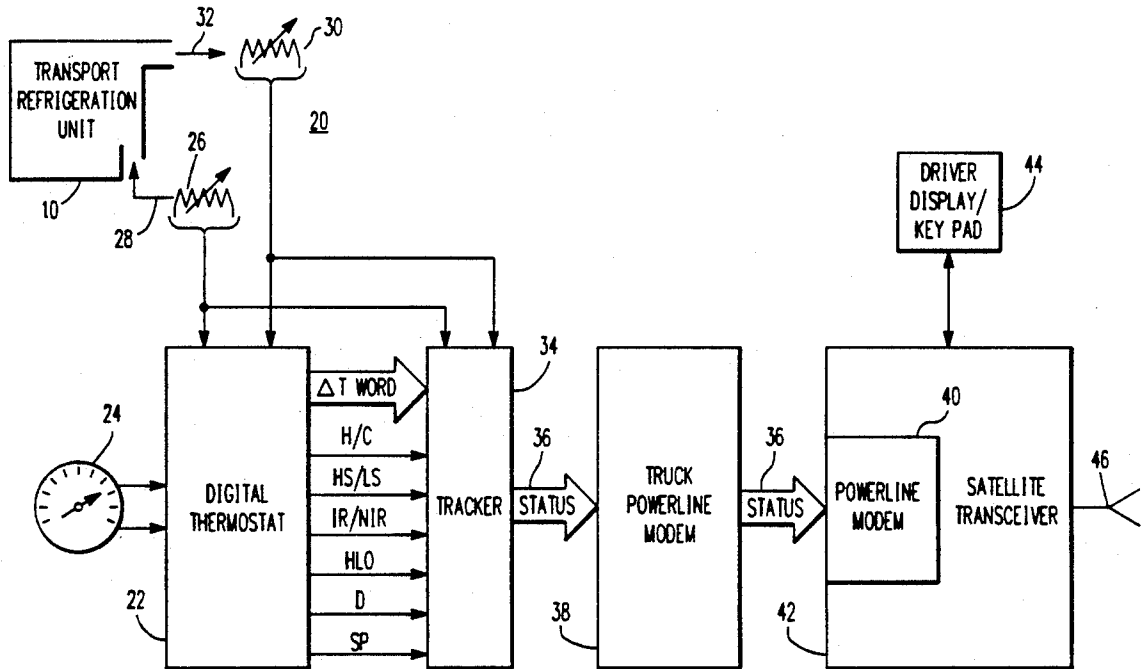 32
30
TRANSPORT
REFRIGERATION
UNIT
20
26
10
28
DRIVER
DISPLAY/
KEY PAD
44
24
DIGITAL
THERMOSTAT
22
ΔT WORD
H/C
HS/LS
IR/NIR
HLO
D
SP
34
TRACKER
36
STATUS
TRUCK
POWERLINE
MODEM
38
36
STATUS
40
POWERLINE
MODEM
SATELLITE
TRANSCEIVER
42
46